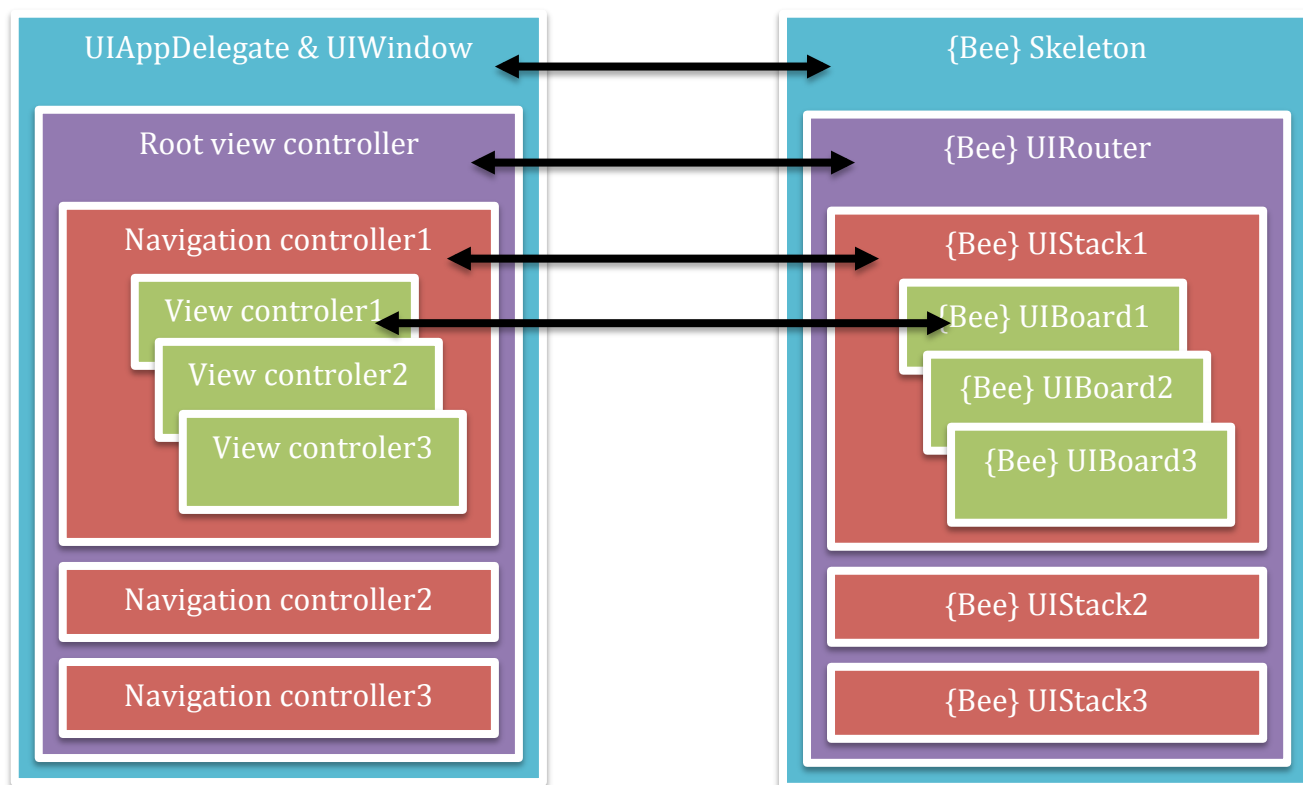 UIAppDelegate & UIWindow
Root view controller
Navigation controller1
View controler1
View controler2
View controler3
Navigation controller2
Navigation controller3
{Bee} Skeleton
{Bee} UIRouter
{Bee} UIStack1
{Bee} UIBoard1
{Bee} UIBoard2
{Bee} UIBoard3
{Bee} UIStack2
{Bee} UIStack3